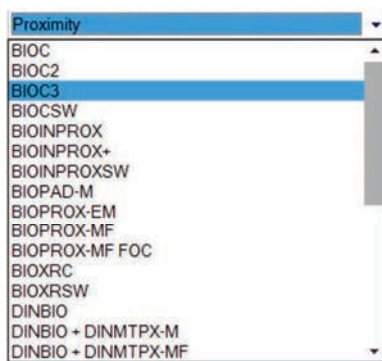 Proximity
BIOC
BIOC2
BIOC3
BIOCSW
BIOINPROX
BIOINPROX+
BIOINPROXSW
BIOPAD-M
BIOPROX-EM
BIOPROX-MF
BIOPROX-MF FOC
BIOXRC
BIOXRSW
DINBIO
DINBIO + DINMTPX-M
DINBIO + DINMTPX-MF